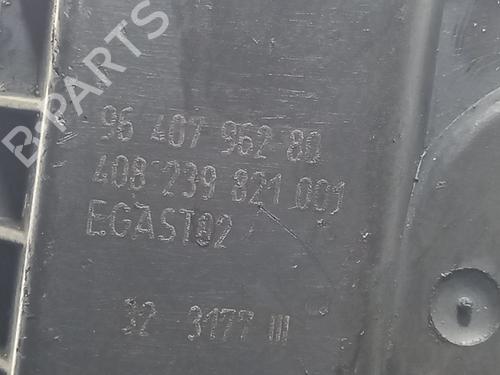 B-PARTS
96 407 962-80
408 239 821 001
EGAST02
32 3177 III